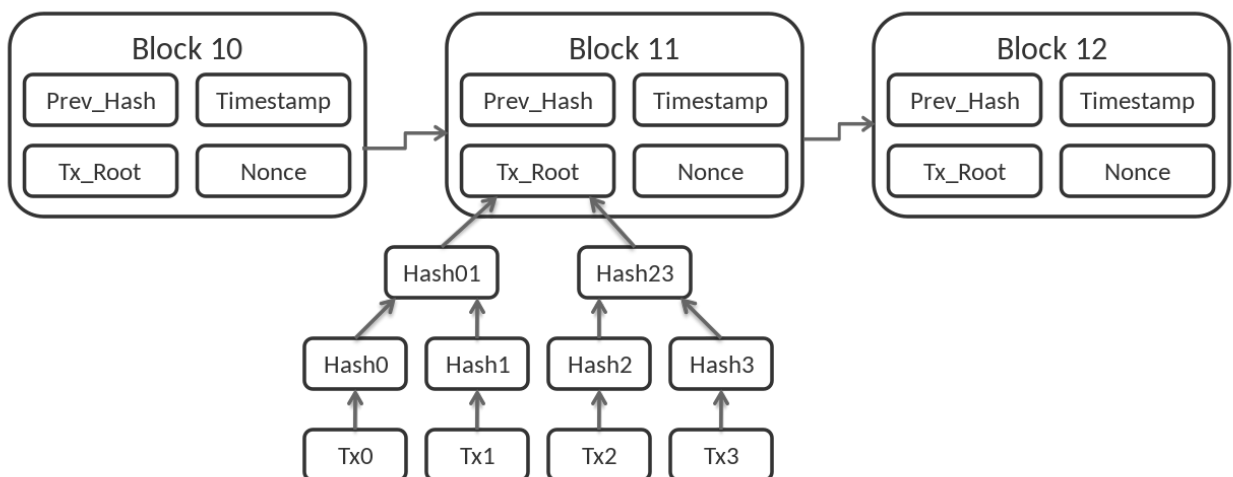 Block 10
Block 11
Block 12
Prev_Hash
Timestamp
Prev_Hash
Timestamp
Prev_Hash
Timestamp
Tx_Root
Nonce
Tx_Root
Nonce
Tx_Root
Nonce
Hash01
Hash23
Hash0
Hash1
Hash2
Hash3
Tx0
Tx1
Tx2
Tx3